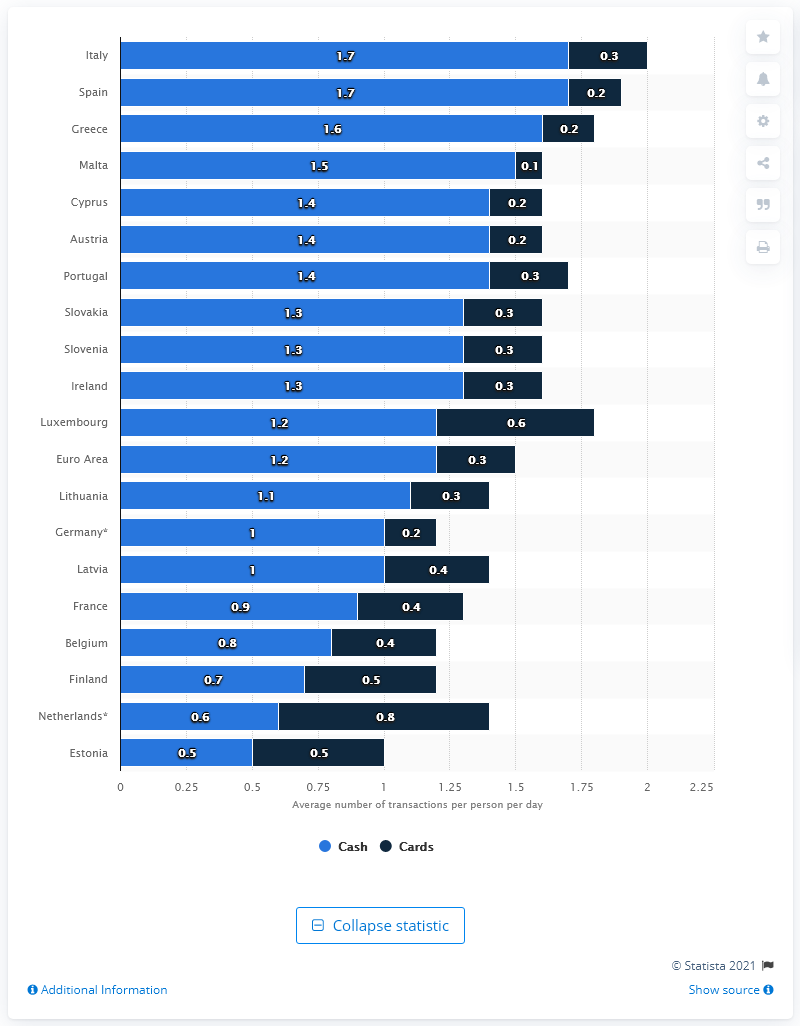 Italy 1.7 0.3
Spain 1.7 0.2
Greece 1.6 0.2
Malta 1.5 0.1
Cyprus 1.4 0.2
Austria 1.4 0.2
Portugal 1.4 0.3
Slovakia 1.3 0.3
Slovenia 1.3 0.3
Ireland 1.3 0.3
Luxembourg 1.2 0.6
Euro Area 1.2 0.3
Lithuania 1.1 0.3
Germany* 1 0.2
Latvia 1 0.4
France 0.9 0.4
Belgium 0.8 0.4
Finland 0.7 0.5
Netherlands* 0.6 0.8
Estonia 0.5 0.5
0 0.25 0.5 0.75 1 1.25 1.5 1.75 2 2.25
Average number of transactions per person per day
Cash Cards
Collapse statistic
© Statista 2021
Additional Information Show source